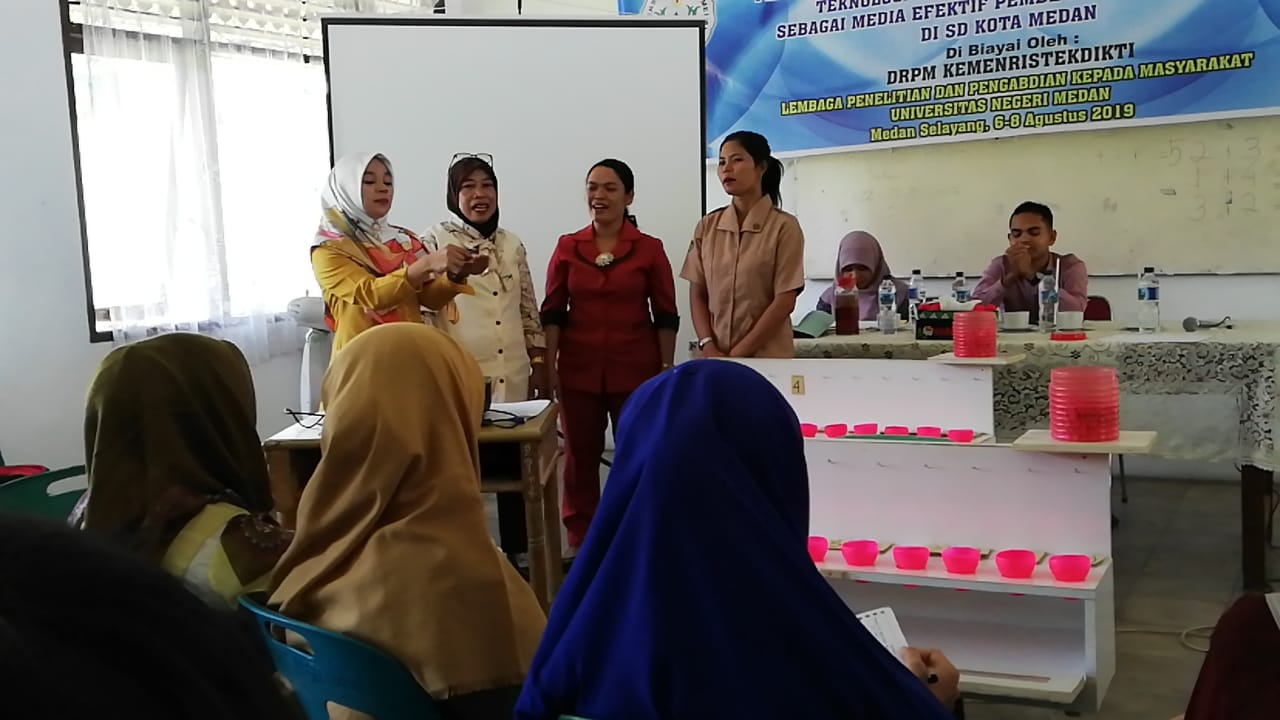 TEKNOLOGI
SEBAGAI MEDIA EFEKTIF
DI SD KOTA MEDAN
Di Biayai Oleh :
DRPM KEMENRISTEKDIKTI
LEMBAGA PENELITIAN DAN PENGABDIAN KEPADA MASYARAKAT
UNIVERSITAS NEGERI MEDAN
Medan Selayang, 6-8 Agustus 2019
4